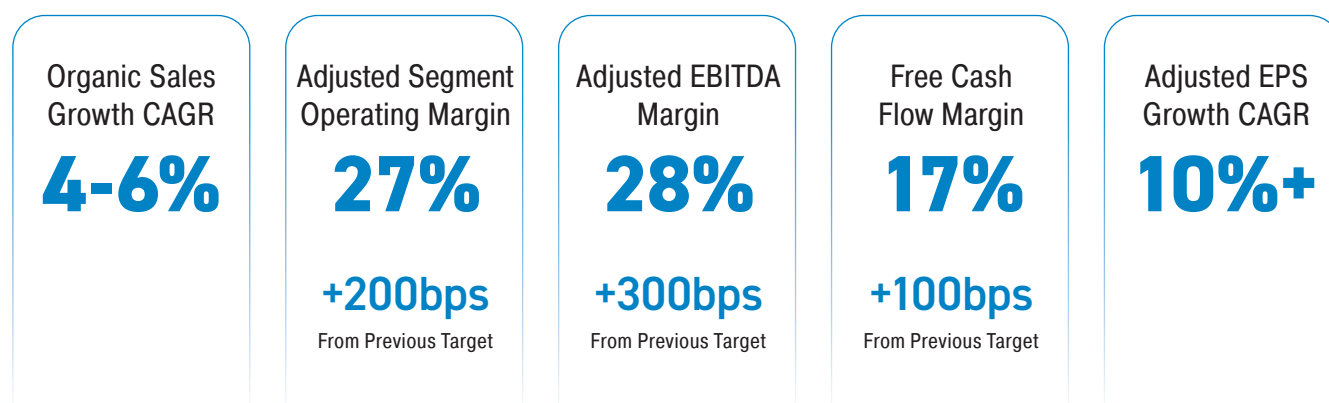 Organic Sales
Growth CAGR
4-6%
Adjusted Segment
Operating Margin
27%
+200bps
From Previous Target
Adjusted EBITDA
Margin
28%
+300bps
From Previous Target
Free Cash
Flow Margin
17%
+100bps
From Previous Target
Adjusted EPS
Growth CAGR
10%+